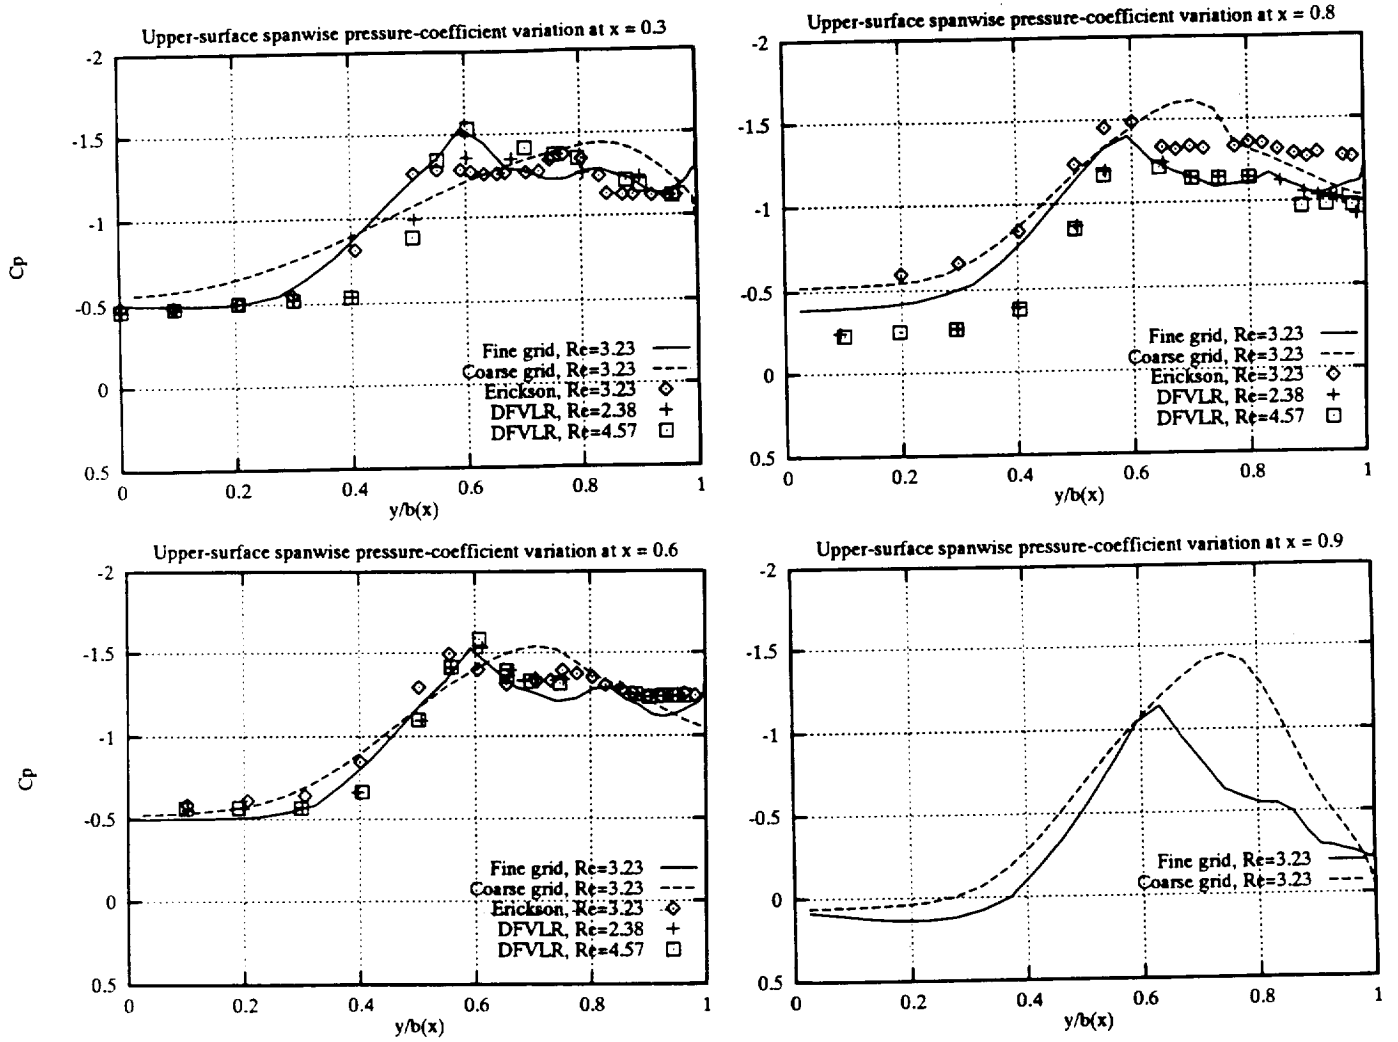 Upper-surface spanwise pressure-coefficient variation at x = 0.3
-2
-1.5
-1
-0.5
0
0.5
Cp
Fine grid, Re=3.23
Coarse grid, Re=3.23
Erickson, Re=3.23
DFVLR, Re=2.38
DFVLR, Re=4.57
0 0.2 0.4 0.6 0.8 1
y/b(x)
Upper-surface spanwise pressure-coefficient variation at x = 0.8
-2
-1.5
-1
-0.5
0
0.5
Fine grid, Re=3.23
Coarse grid, Re=3.23
Erickson, Re=3.23
DFVLR, Re=2.38
DFVLR, Re=4.57
0 0.2 0.4 0.6 0.8 1
y/b(x)
Upper-surface spanwise pressure-coefficient variation at x = 0.6
-2
-1.5
-1
-0.5
0
0.5
Cp
Fine grid, Re=3.23
Coarse grid, Re=3.23
Erickson, Re=3.23
DFVLR, Re=2.38
DFVLR, Re=4.57
0 0.2 0.4 0.6 0.8 1
y/b(x)
Upper-surface spanwise pressure-coefficient variation at x = 0.9
-2
-1.5
-1
-0.5
0
0.5
Fine grid, Re=3.23
Coarse grid, Re=3.23
0 0.2 0.4 0.6 0.8 1
y/b(x)